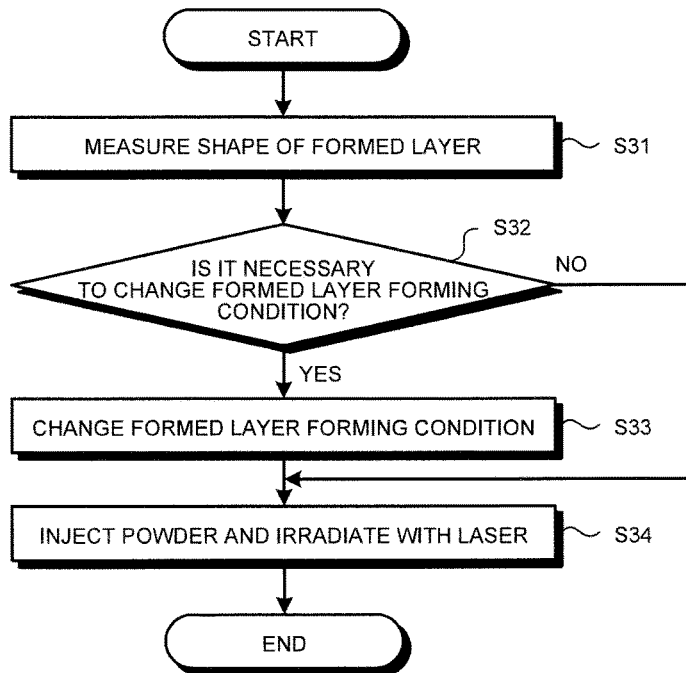 START
MEASURE SHAPE OF FORMED LAYER
S31
S32
IS IT NECESSARY
TO CHANGE FORMED LAYER FORMING
CONDITION?
NO
YES
CHANGE FORMED LAYER FORMING CONDITION
S33
INJECT POWDER AND IRRADIATE WITH LASER
S34
END